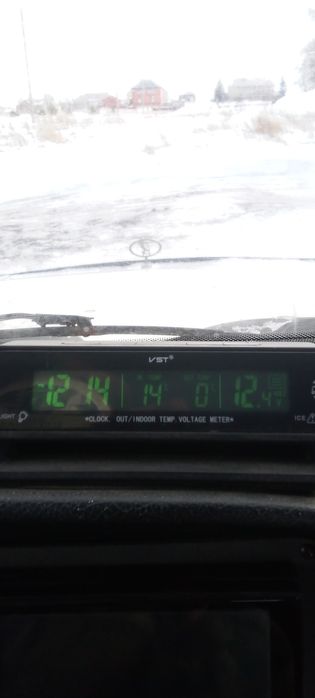 VST
12 14 14 0°c 12.4
LIGHT ICE
*CLOCK. OUT/INDOOR TEMP. VOLTAGE METER*